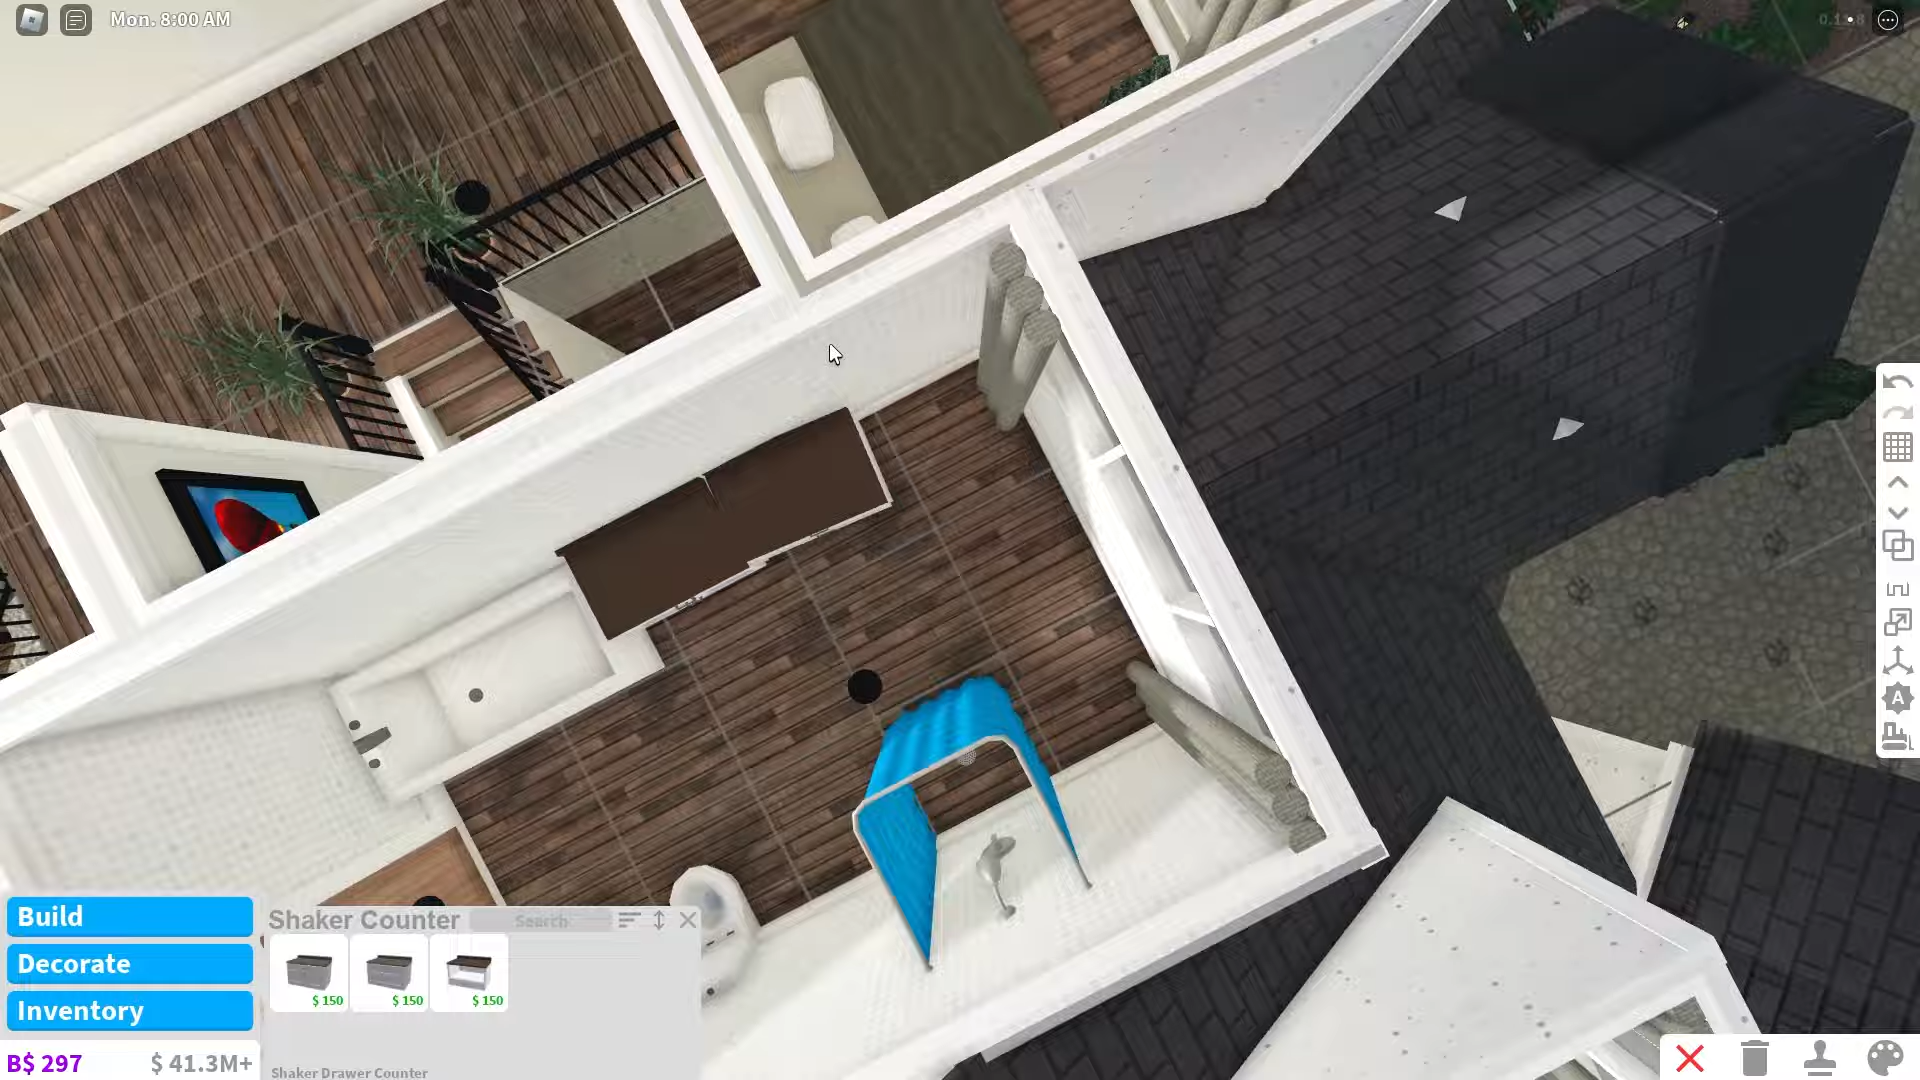 Mon. 8:00 AM
Build
Decorate
Inventory
B$ 297
$ 41.3M+
Shaker Counter
Search
$ 150
$ 150
$ 150
Shaker Drawer Counter
A